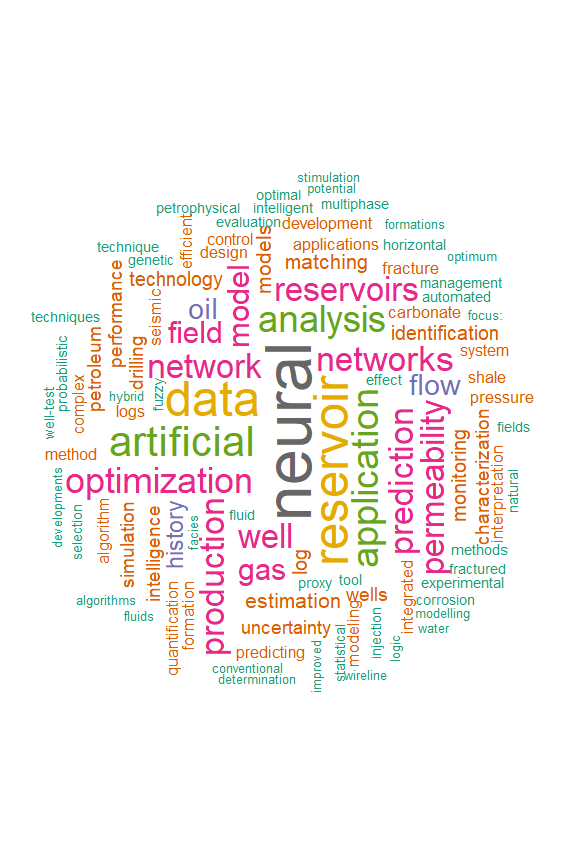 stimulation
potential
optimal
petrophysical
intelligent
multiphase
evaluation
development
formations
efficient
control
models
applications
horizontal
technique
design
optimum
genetic
matching
fracture
technology
management
reservoirs
automated
performance
seismic
model
oil
carbonate
focus:
techniques
field
analysis
identification
petroleum
drilling
system
probabilistic
network
networks
well-test
complex
hybrid
fuzzy
data
neural
reservoir
effect
flow
shale
pressure
logs
application
prediction
permeability
fields
artificial
monitoring
characterization
interpretation
method
natural
optimization
developments
selection
algorithm
simulation
intelligence
history
facies
production
fluid
well
log
methods
gas
fractured
proxy
tool
experimental
algorithms
estimation
wells
integrated
corrosion
modelling
fluids
quantification
formation
uncertainty
modeling
injection
logic
water
predicting
statistical
conventional
improved
determination
wireline